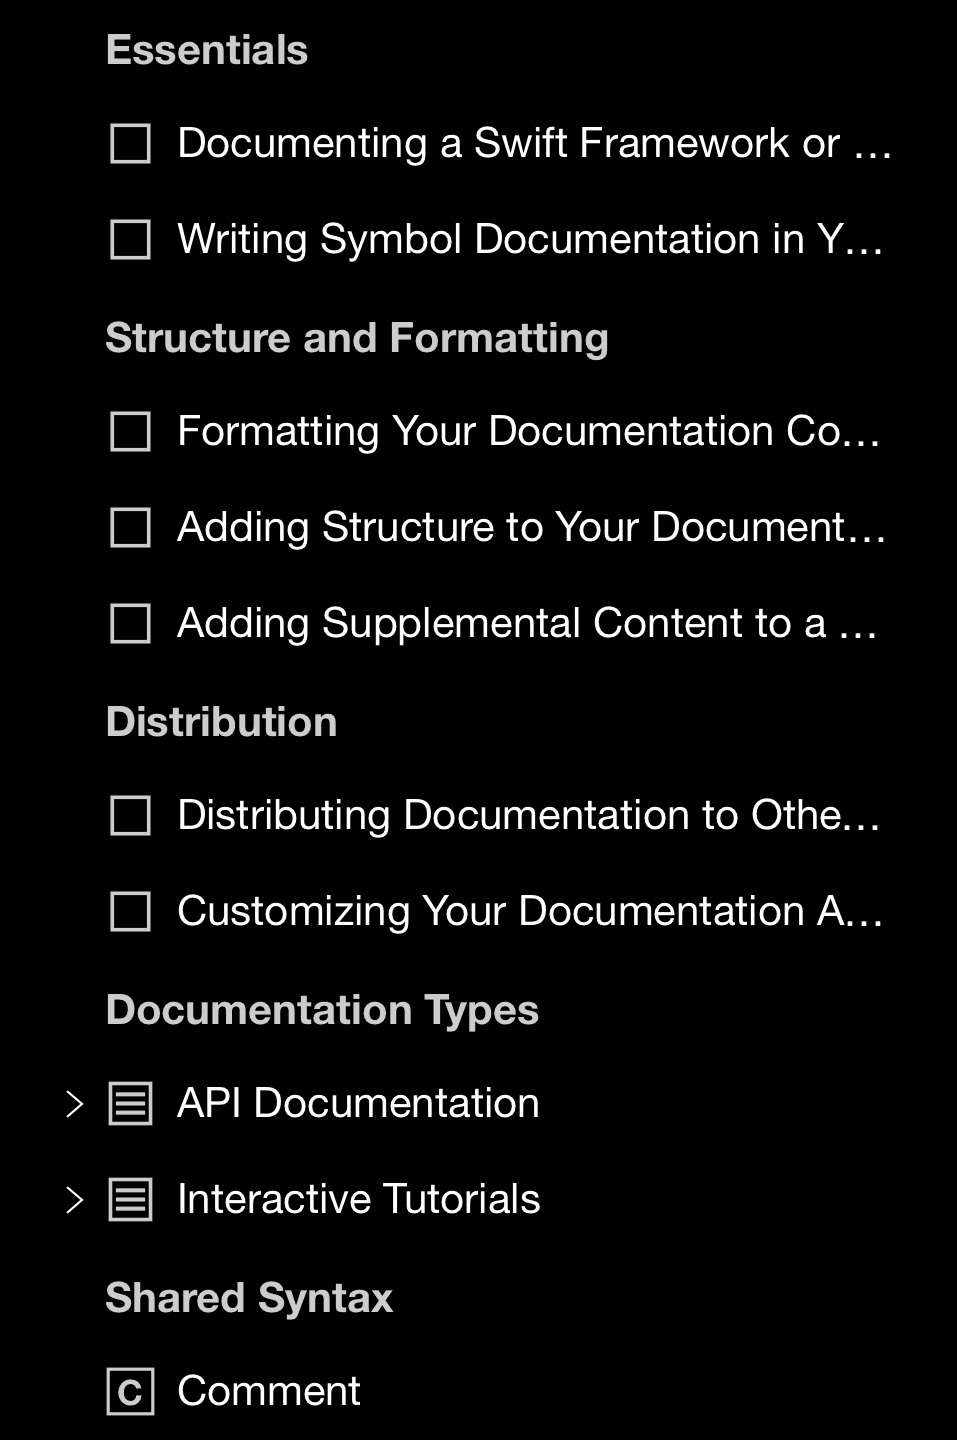 Essentials
Documenting a Swift Framework or …
Writing Symbol Documentation in Y…
Structure and Formatting
Formatting Your Documentation Co…
Adding Structure to Your Document…
Adding Supplemental Content to a …
Distribution
Distributing Documentation to Othe…
Customizing Your Documentation A…
Documentation Types
API Documentation
Interactive Tutorials
Shared Syntax
C Comment